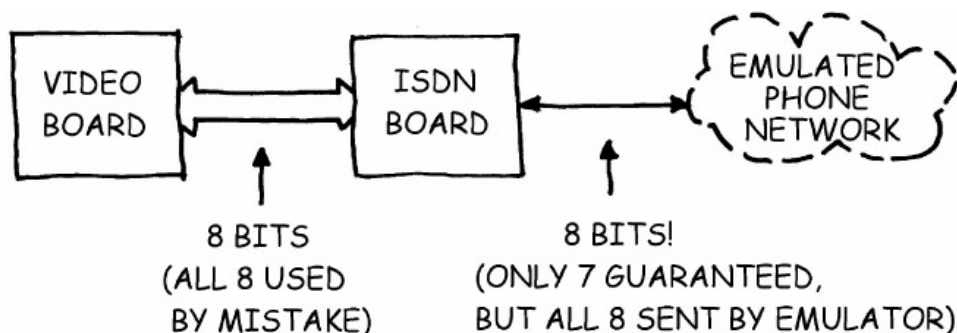 VIDEO
BOARD
ISDN
BOARD
EMULATED
PHONE
NETWORK
8 BITS
(ALL 8 USED
BY MISTAKE)
8 BITS!
(ONLY 7 GUARANTEED,
BUT ALL 8 SENT BY EMULATOR)